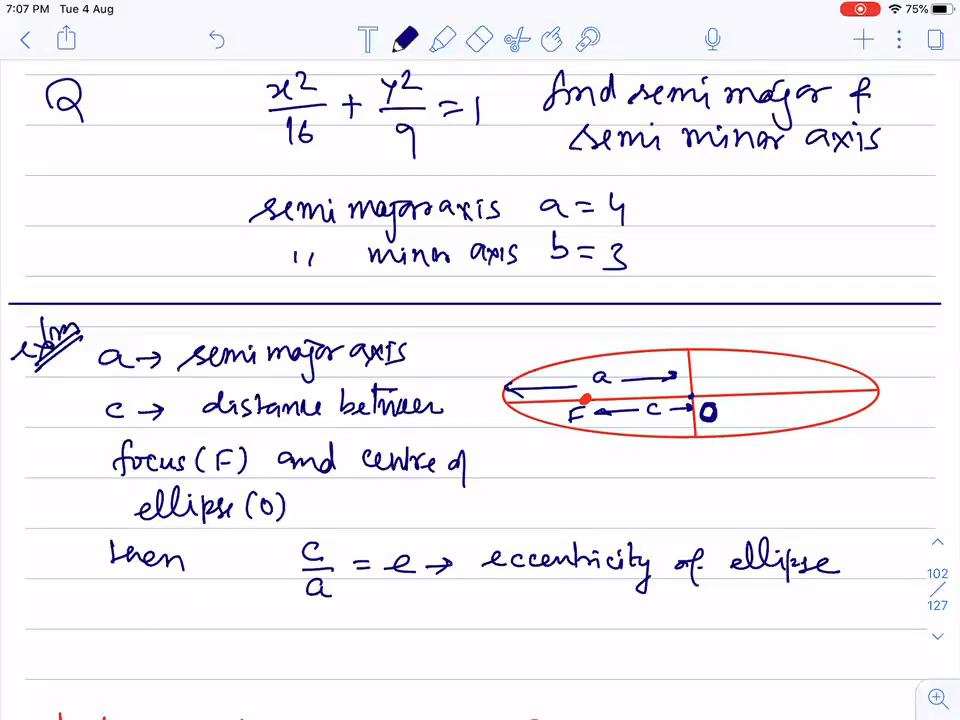 7:07 PM Tue 4 Aug
75%
Q x²/16 + y²/9 = 1 find semi major &
semi minor axis
semi major axis a = 4
" minor axis b = 3
Imp
a → semi major axis
c → distance between
focus (F) and centre of
ellipse (O)
a
F c O
then c/a = e → eccentricity of ellipse
102
/
127